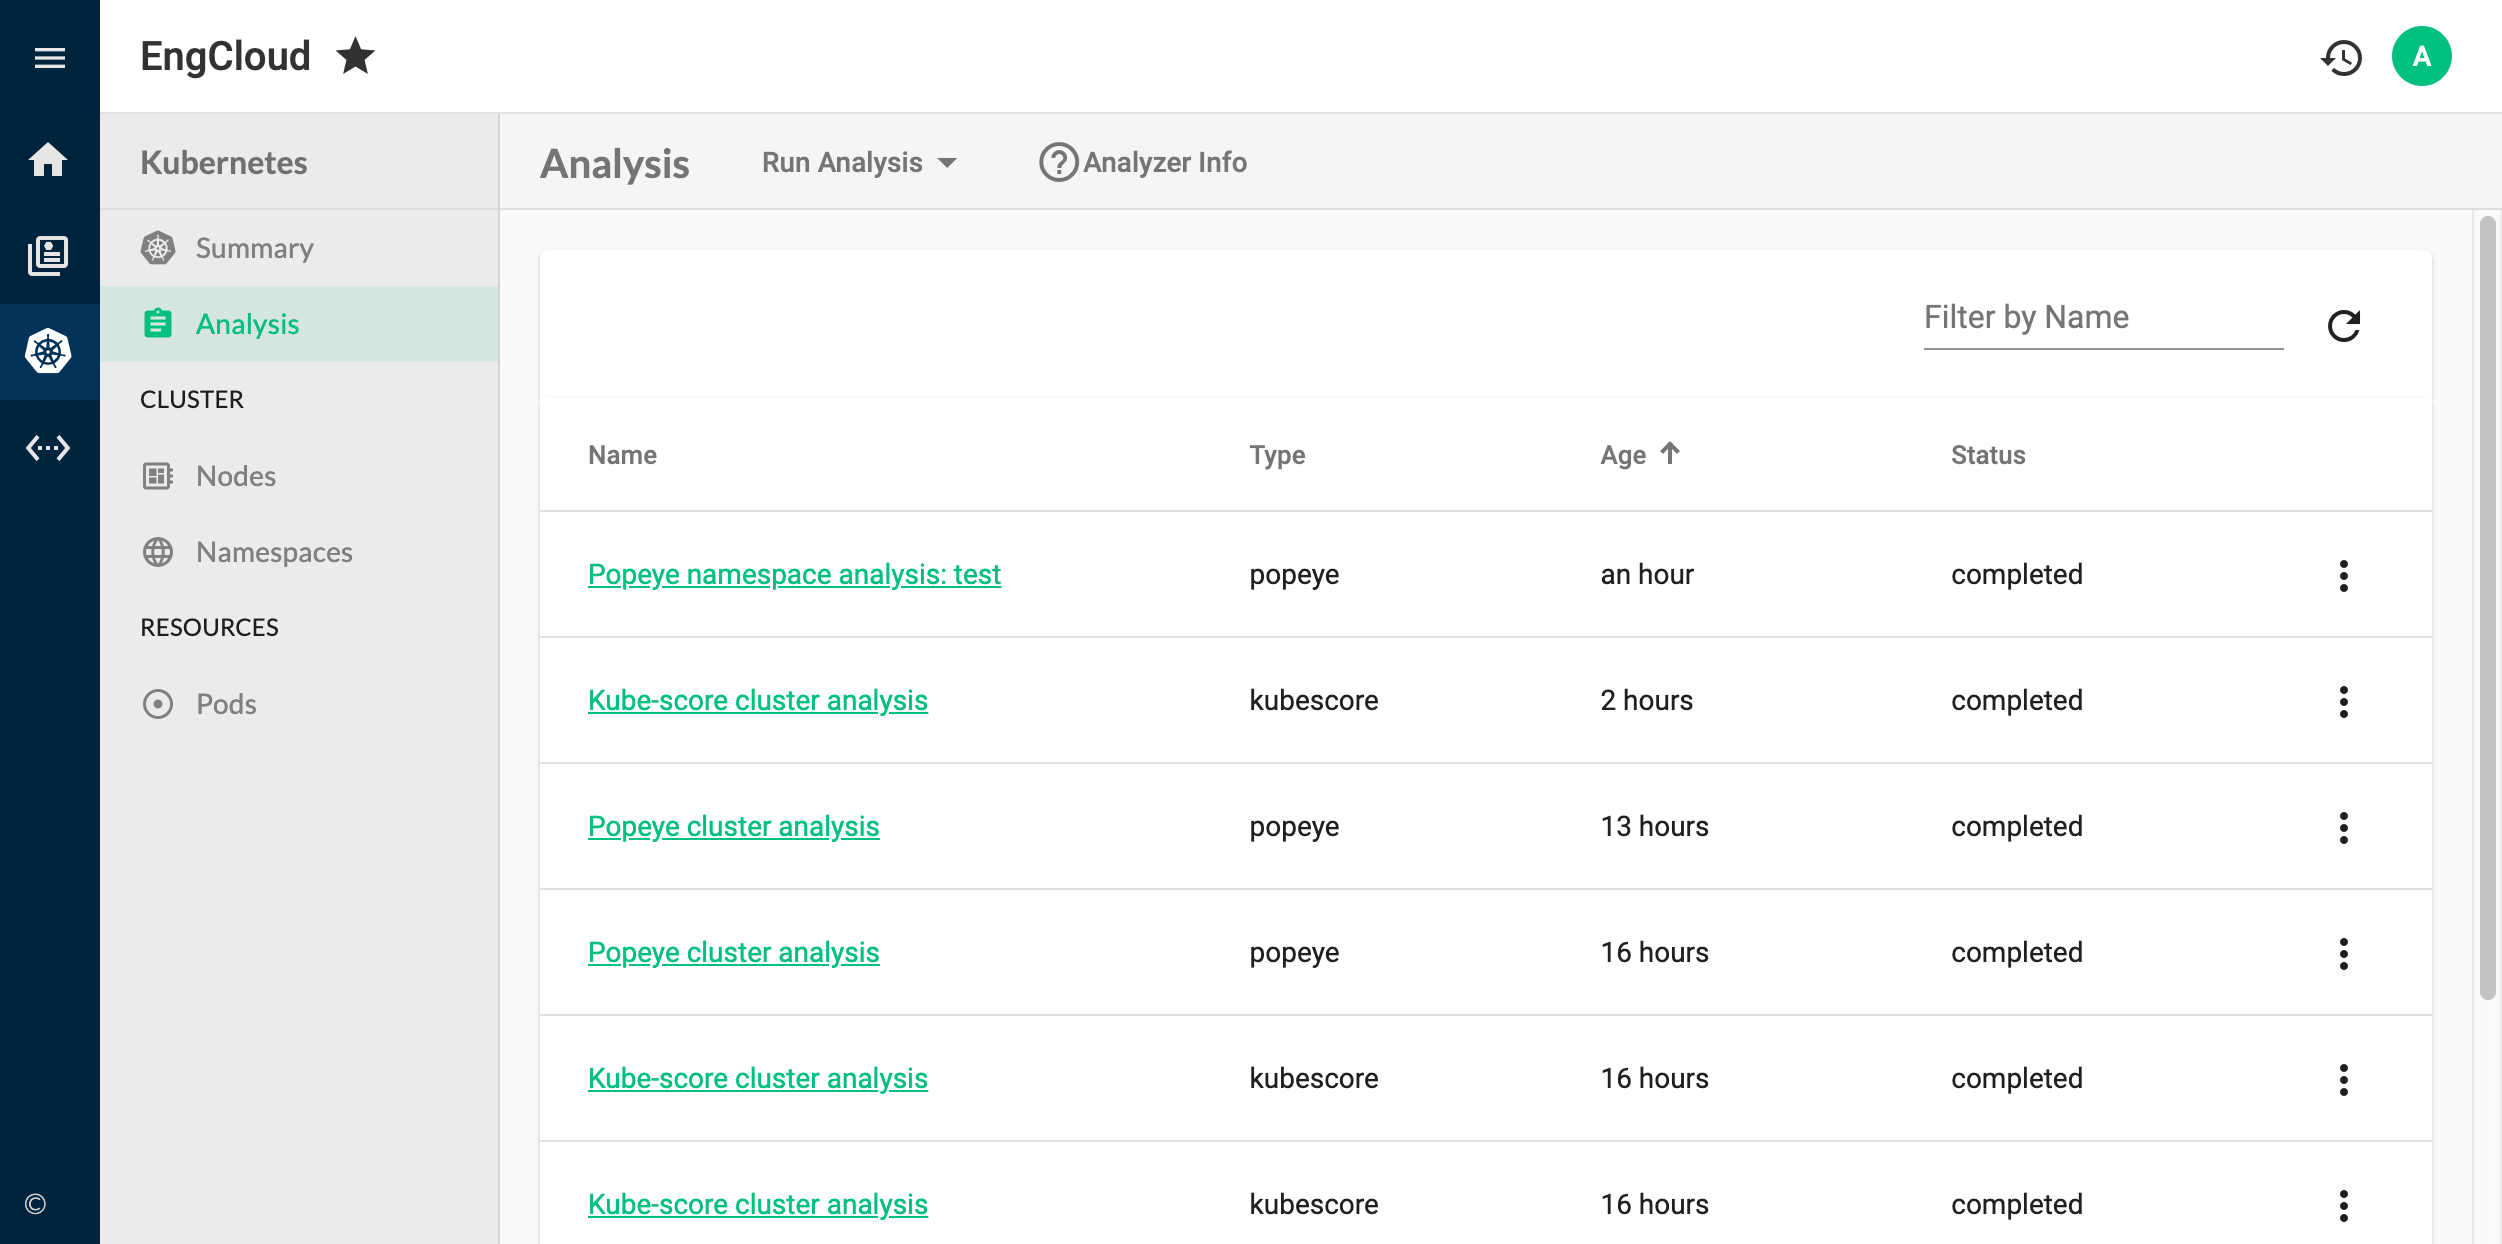 EngCloud
A
Kubernetes
Analysis
Run Analysis
Analyzer Info
Summary
Analysis
CLUSTER
Nodes
Namespaces
RESOURCES
Pods
©
Filter by Name
Name Type Age Status
Popeye namespace analysis: test popeye an hour completed
Kube-score cluster analysis kubescore 2 hours completed
Popeye cluster analysis popeye 13 hours completed
Popeye cluster analysis popeye 16 hours completed
Kube-score cluster analysis kubescore 16 hours completed
Kube-score cluster analysis kubescore 16 hours completed